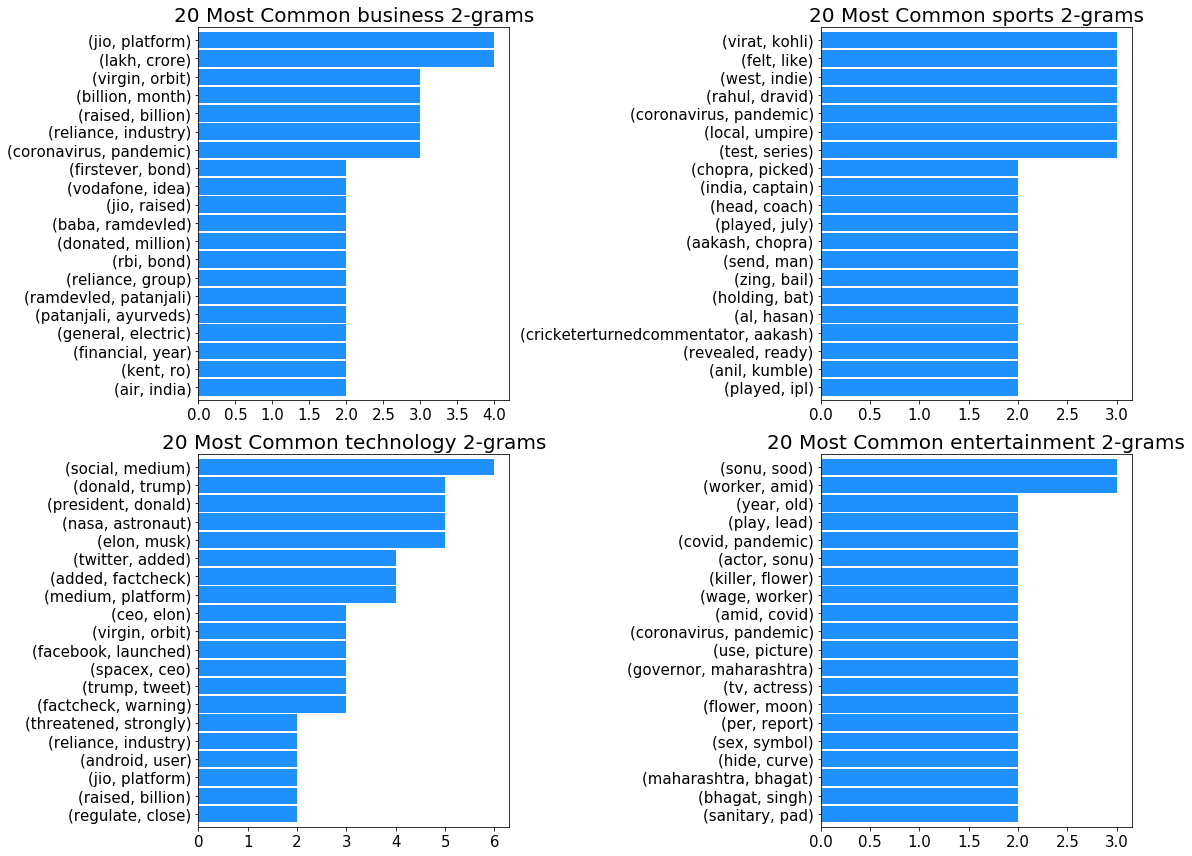 20 Most Common business 2-grams
(jio, platform)
(lakh, crore)
(virgin, orbit)
(billion, month)
(raised, billion)
(reliance, industry)
(coronavirus, pandemic)
(firstever, bond)
(vodafone, idea)
(jio, raised)
(baba, ramdevled)
(donated, million)
(rbi, bond)
(reliance, group)
(ramdevled, patanjali)
(patanjali, ayurveds)
(general, electric)
(financial, year)
(kent, ro)
(air, india)
0.0 0.5 1.0 1.5 2.0 2.5 3.0 3.5 4.0
20 Most Common sports 2-grams
(virat, kohli)
(felt, like)
(west, indie)
(rahul, dravid)
(coronavirus, pandemic)
(local, umpire)
(test, series)
(chopra, picked)
(india, captain)
(head, coach)
(played, july)
(aakash, chopra)
(send, man)
(zing, bail)
(holding, bat)
(al, hasan)
(cricketerturnedcommentator, aakash)
(revealed, ready)
(anil, kumble)
(played, ipl)
0.0 0.5 1.0 1.5 2.0 2.5 3.0
20 Most Common technology 2-grams
(social, medium)
(donald, trump)
(president, donald)
(nasa, astronaut)
(elon, musk)
(twitter, added)
(added, factcheck)
(medium, platform)
(ceo, elon)
(virgin, orbit)
(facebook, launched)
(spacex, ceo)
(trump, tweet)
(factcheck, warning)
(threatened, strongly)
(reliance, industry)
(android, user)
(jio, platform)
(raised, billion)
(regulate, close)
0 1 2 3 4 5 6
20 Most Common entertainment 2-grams
(sonu, sood)
(worker, amid)
(year, old)
(play, lead)
(covid, pandemic)
(actor, sonu)
(killer, flower)
(wage, worker)
(amid, covid)
(coronavirus, pandemic)
(use, picture)
(governor, maharashtra)
(tv, actress)
(flower, moon)
(per, report)
(sex, symbol)
(hide, curve)
(maharashtra, bhagat)
(bhagat, singh)
(sanitary, pad)
0.0 0.5 1.0 1.5 2.0 2.5 3.0